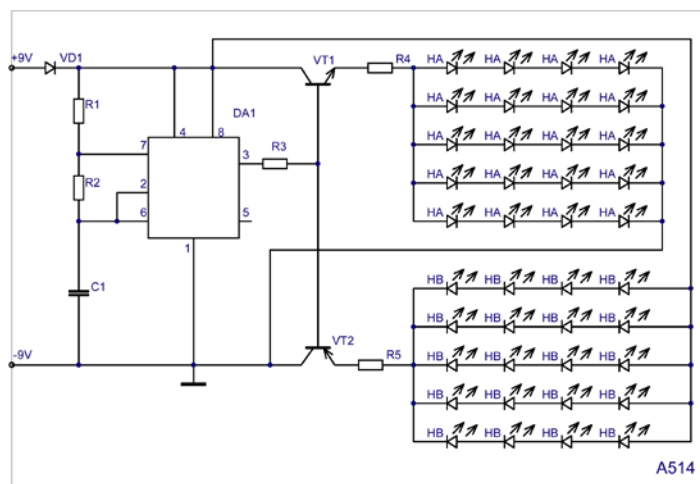 +9V VD1 VT1 R4 HA HA HA HA
R1 DA1 HA HA HA HA
4 8
7 3 R3 HA HA HA HA
R2 2
6 5 HA HA HA HA
HA HA HA HA
1
C1 HB HB HB HB
HB HB HB HB
-9V VT2 R5 HB HB HB HB
HB HB HB HB
HB HB HB HB
A514